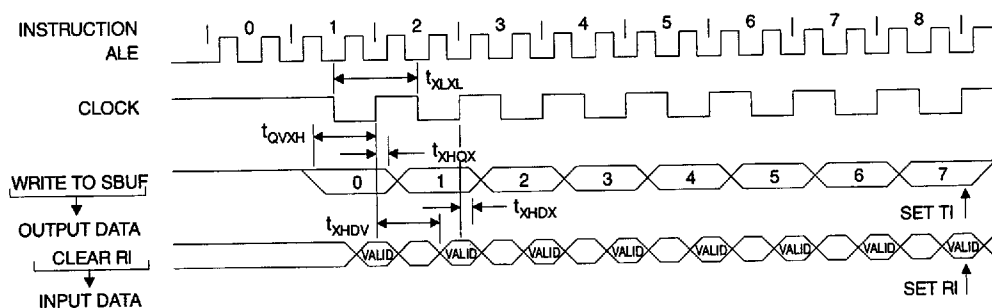 INSTRUCTION
0 1 2 3 4 5 6 7 8
ALE
tXLXL
CLOCK
tQVXH
tXHQX
WRITE TO SBUF
0 1 2 3 4 5 6 7
tXHDX
SET TI
OUTPUT DATA
tXHDV
CLEAR RI
VALID VALID VALID VALID VALID VALID VALID VALID
SET RI
INPUT DATA